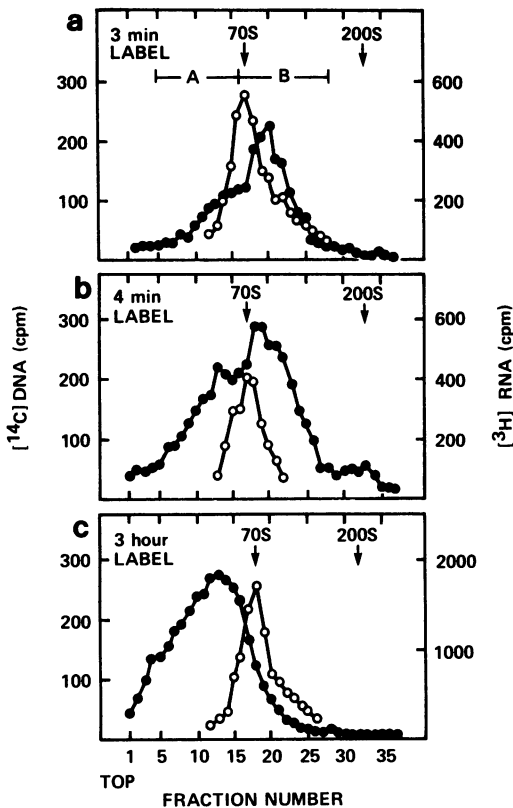 a
3 min
LABEL
70S
200S
A
B
300
200
100
600
400
200
b
4 min
LABEL
70S
200S
300
200
100
600
400
200
[14C] DNA (cpm)
[3H] RNA (cpm)
c
3 hour
LABEL
70S
200S
300
200
100
2000
1000
1 5 10 15 20 25 30 35
TOP
FRACTION NUMBER